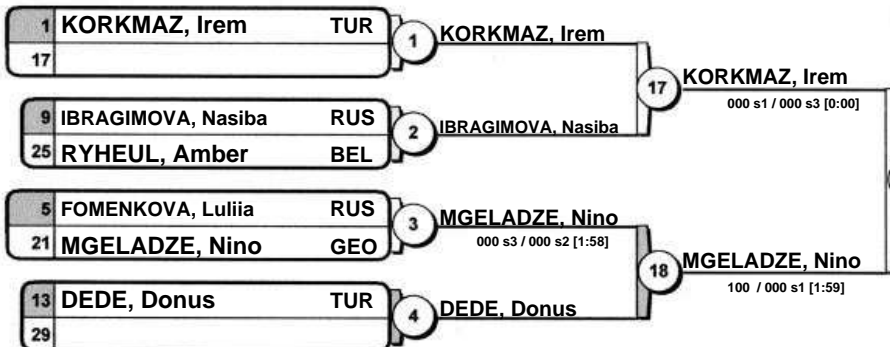 1 KORKMAZ, Irem TUR
17
1
KORKMAZ, Irem
9 IBRAGIMOVA, Nasiba RUS
25 RYHEUL, Amber BEL
2
IBRAGIMOVA, Nasiba
17
KORKMAZ, Irem
000 s1 / 000 s3 [0:00]
5 FOMENKOVA, Luliia RUS
21 MGELADZE, Nino GEO
3
MGELADZE, Nino
000 s3 / 000 s2 [1:58]
13 DEDE, Donus TUR
29
4
DEDE, Donus
18
MGELADZE, Nino
100 / 000 s1 [1:59]